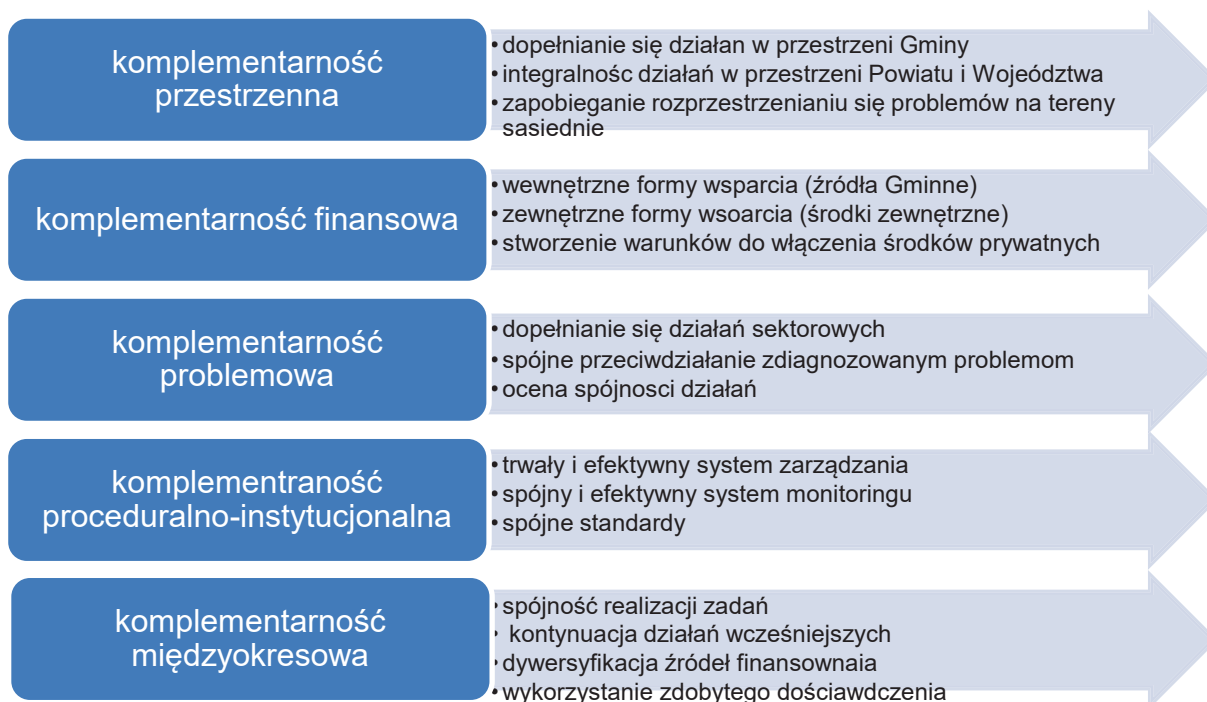 komplementarność
przestrzenna
• dopełnianie się działan w przestrzeni Gminy
• integralnośc działań w przestrzeni Powiatu i Wojeództwa
• zapobieganie rozprzestrzenianiu się problemów na tereny
sasiednie
komplementarność finansowa
• wewnętrzne formy wsparcia (źródła Gminne)
• zewnętrzne formy wsoarcia (środki zewnętrzne)
• stworzenie warunków do włączenia środków prywatnych
komplementarność
problemowa
• dopełnianie się działań sektorowych
• spójne przeciwdziałanie zdiagnozowanym problemom
• ocena spójnosci działań
komplementraność
proceduralno-instytucjonalna
• trwały i efektywny system zarządzania
• spójny i efektywny system monitoringu
• spójne standardy
komplementarność
międzyokresowa
• spójność realizacji zadań
• kontynuacja działań wcześniejszych
• dywersyfikacja źródeł finansownaia
• wykorzystanie zdobytego dościawdczenia